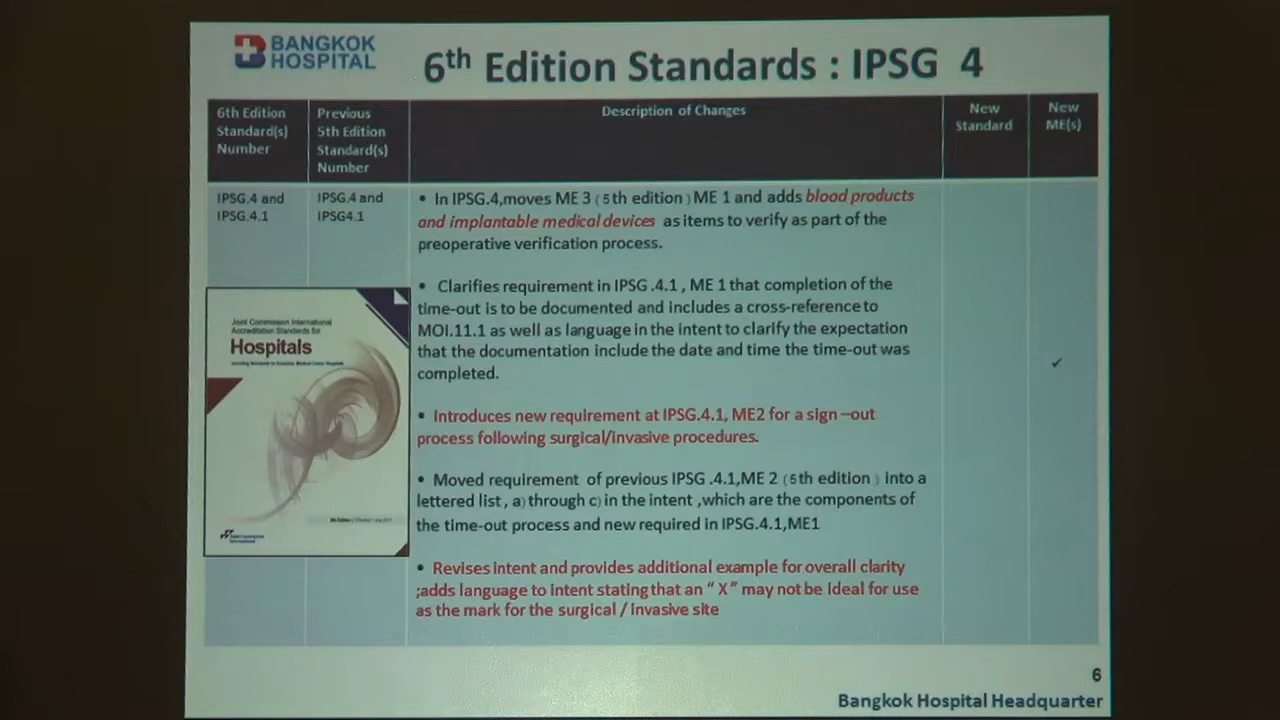 BANGKOK
HOSPITAL
6th Edition Standards : IPSG 4
6th Edition
Standard(s)
Number
Previous
5th Edition
Standard(s)
Number
Description of Changes
New
Standard
New
ME(s)
IPSG.4 and
IPSG.4.1
IPSG.4 and
IPSG4.1
• In IPSG.4,moves ME 3 (5th edition) ME 1 and adds blood products
and implantable medical devices as items to verify as part of the
preoperative verification process.
• Clarifies requirement in IPSG .4.1 , ME 1 that completion of the
time-out is to be documented and includes a cross-reference to
MOI.11.1 as well as language in the intent to clarify the expectation
that the documentation include the date and time the time-out was
completed.
✓
• Introduces new requirement at IPSG.4.1, ME2 for a sign –out
process following surgical/invasive procedures.
• Moved requirement of previous IPSG .4.1,ME 2 (5th edition ) into a
lettered list , a) through c) in the intent ,which are the components of
the time-out process and new required in IPSG.4.1,ME1
• Revises intent and provides additional example for overall clarity
;adds language to intent stating that an “ X” may not be ideal for use
as the mark for the surgical / invasive site
Joint Commission International
Accreditation Standards for
Hospitals
Joint Commission
International
6
Bangkok Hospital Headquarter